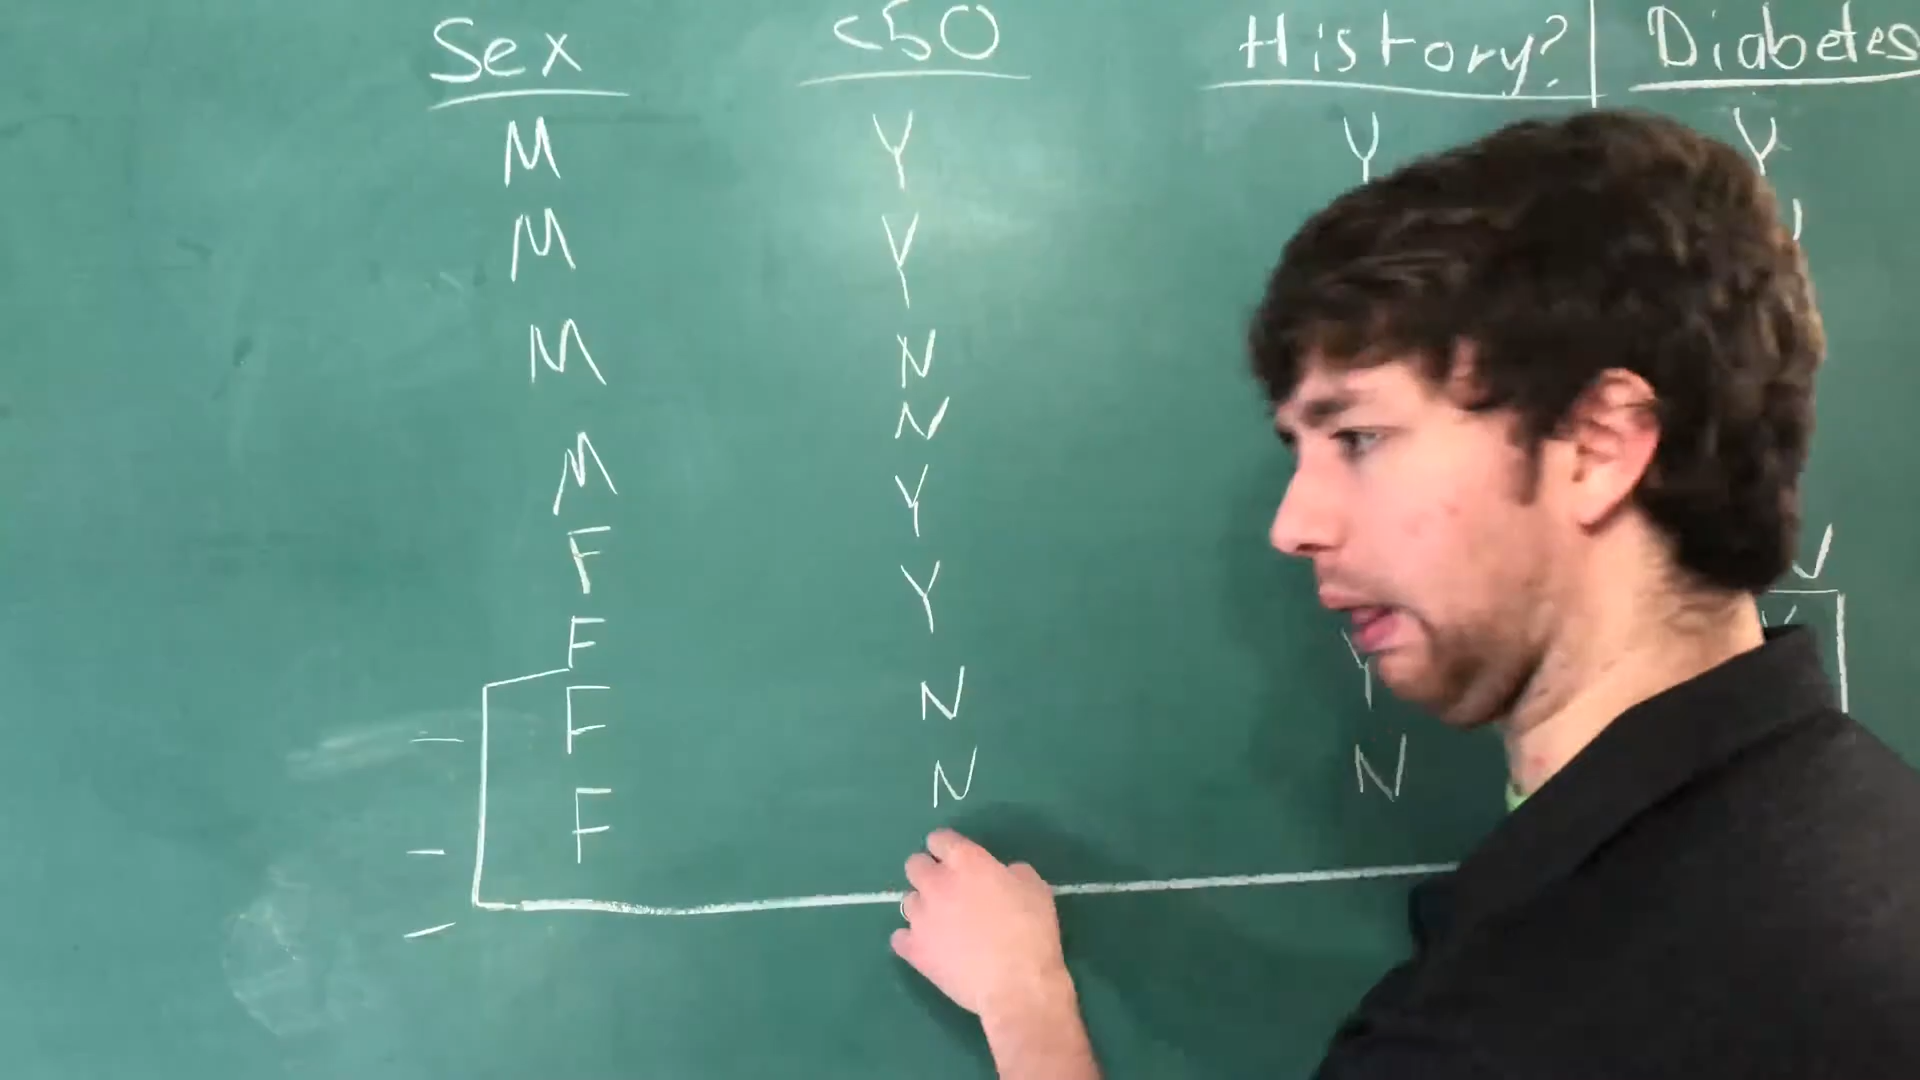 Sex <50 History? Diabetes
M Y Y Y
M Y
M N
M N
F Y
F Y
F N Y
F N N